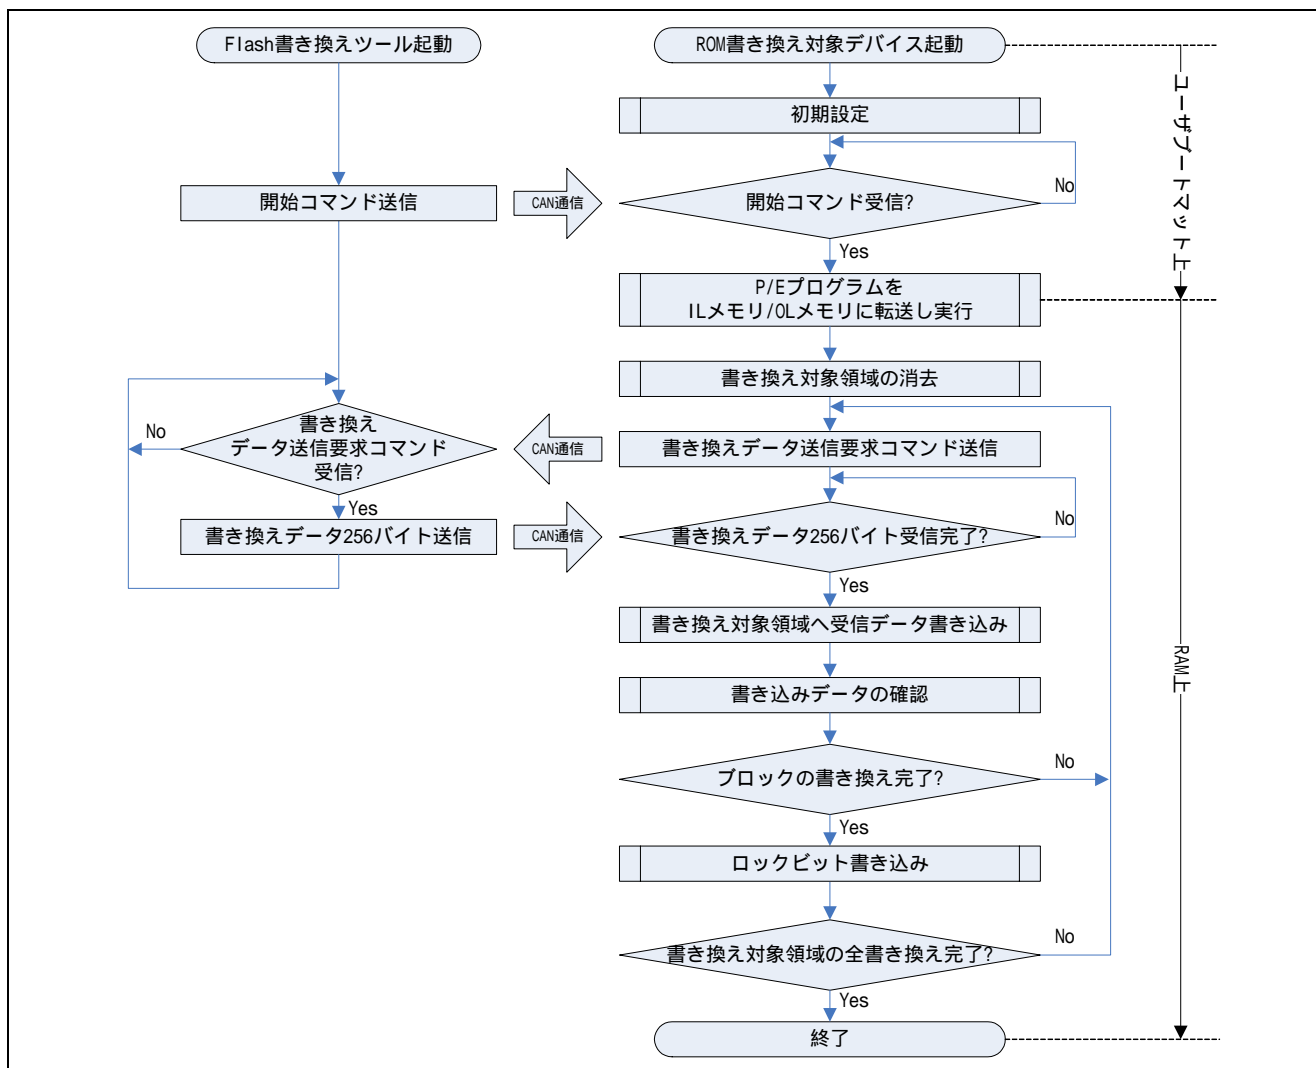 Flash書き換えツール起動
ROM書き換え対象デバイス起動
初期設定
開始コマンド送信
CAN通信
開始コマンド受信?
No
Yes
P/Eプログラムを
ILメモリ/OLメモリに転送し実行
ユーザブートマット上
書き換え対象領域の消去
書き換え
データ送信要求コマンド
受信?
No
Yes
CAN通信
書き換えデータ送信要求コマンド送信
書き換えデータ256バイト送信
CAN通信
書き換えデータ256バイト受信完了?
No
Yes
書き換え対象領域へ受信データ書き込み
書き込みデータの確認
RAM上
ブロックの書き換え完了?
No
Yes
ロックビット書き込み
書き換え対象領域の全書き換え完了?
No
Yes
終了